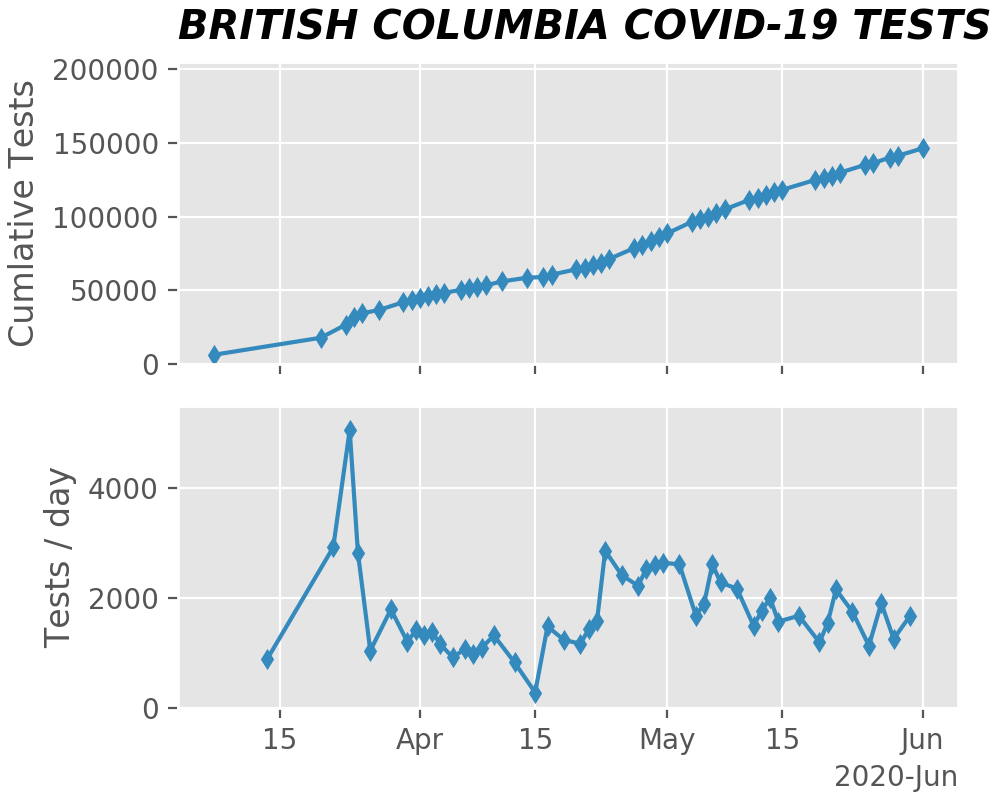 BRITISH COLUMBIA COVID-19 TESTS
200000
150000
100000
50000
0
Cumlative Tests
4000
2000
0
Tests / day
15 Apr 15 May 15 Jun
2020-Jun